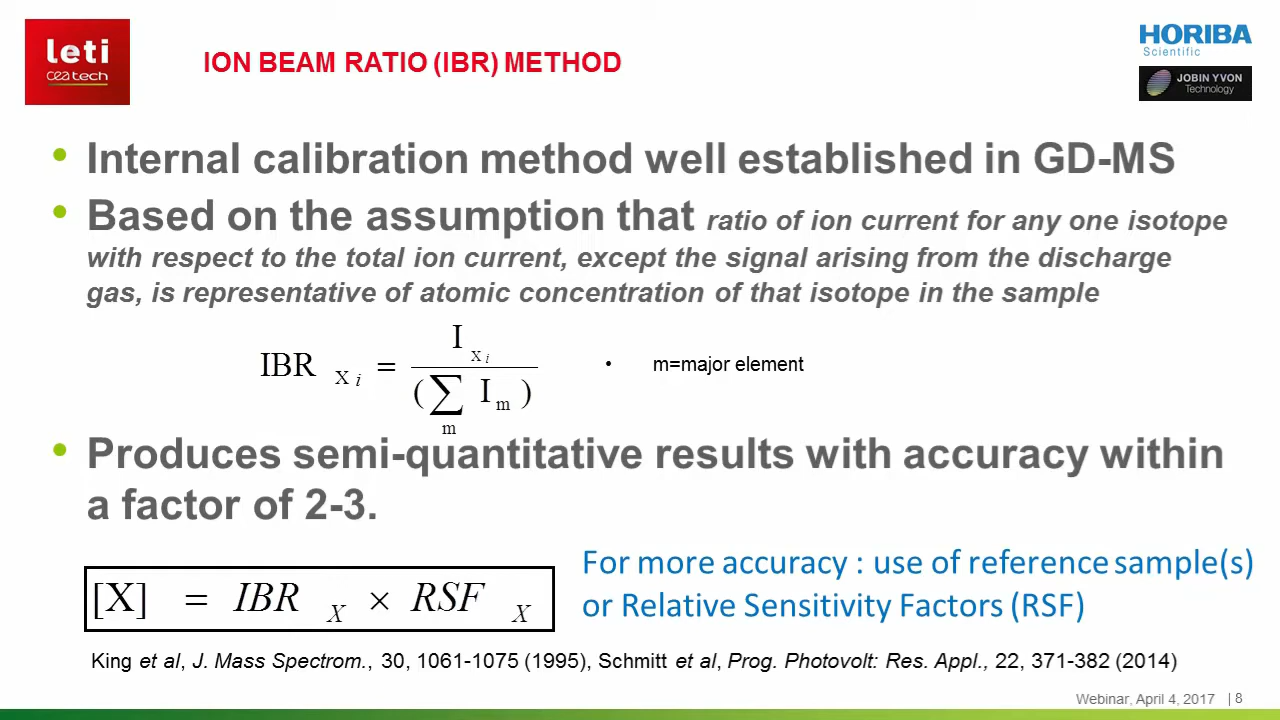 leti
ceatech
ION BEAM RATIO (IBR) METHOD
HORIBA
Scientific
JOBIN YVON
Technology
• Internal calibration method well established in GD-MS
• Based on the assumption that ratio of ion current for any one isotope
with respect to the total ion current, except the signal arising from the discharge
gas, is representative of atomic concentration of that isotope in the sample
IBR Xi = I Xi / (∑ m I m)
• m=major element
• Produces semi-quantitative results with accuracy within
a factor of 2-3.
[X] = IBR X × RSF X
For more accuracy : use of reference sample(s)
or Relative Sensitivity Factors (RSF)
King et al, J. Mass Spectrom., 30, 1061-1075 (1995), Schmitt et al, Prog. Photovolt: Res. Appl., 22, 371-382 (2014)
Webinar, April 4, 2017 | 8